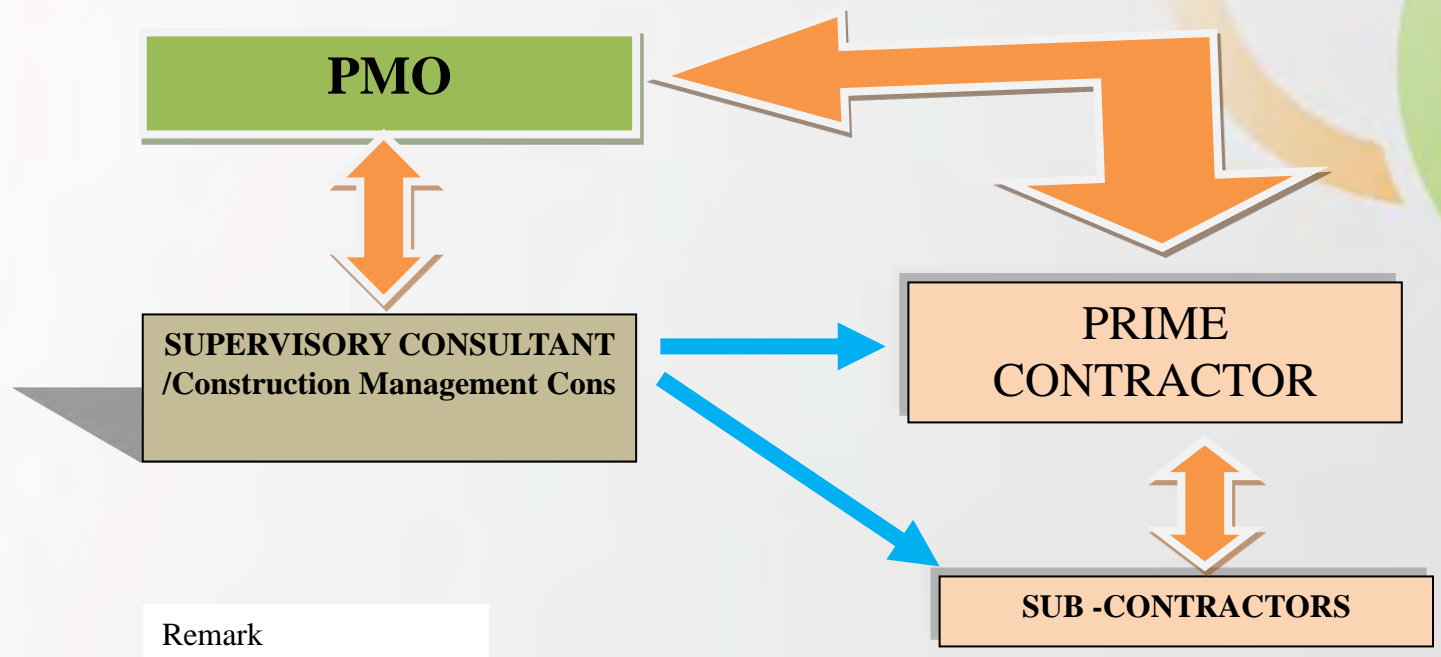 PMO
SUPERVISORY CONSULTANT
/Construction Management Cons
PRIME
CONTRACTOR
SUB -CONTRACTORS
Remark